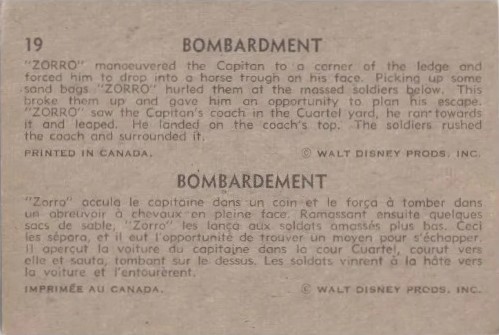 19 BOMBARDMENT
"ZORRO" manoeuvered the Capitan to a corner of the ledge and
forced him to drop into a horse trough on his face. Picking up some
sand bags "ZORRO" hurled them at the massed soldiers below. This
broke them up and gave him an opportunity to plan his escape.
"ZORRO" saw the Capitan's coach in the Cuartel yard, he ran towards
it and leaped. He landed on the coach's top. The soldiers rushed
the coach and surrounded it.
PRINTED IN CANADA. © WALT DISNEY PRODS. INC.
BOMBARDEMENT
"Zorro" accula le capitaine dans un coin et le força à tomber dans
un abreuvoir à chevaux en pleine face. Ramassant ensuite quelques
sacs de sable, "Zorro" les lança aux soldats amassés plus bas. Ceci
les sépara, et il eut l'opportunité de trouver un moyen pour s'échapper.
Il aperçut la voiture du capitaine dans la cour Cuartel, courut vers
elle et sauta, tombant sur le dessus. Les soldats vinrent à la hâte vers
la voiture et l'entourèrent.
IMPRIMÉE AU CANADA. © WALT DISNEY PRODS. INC.